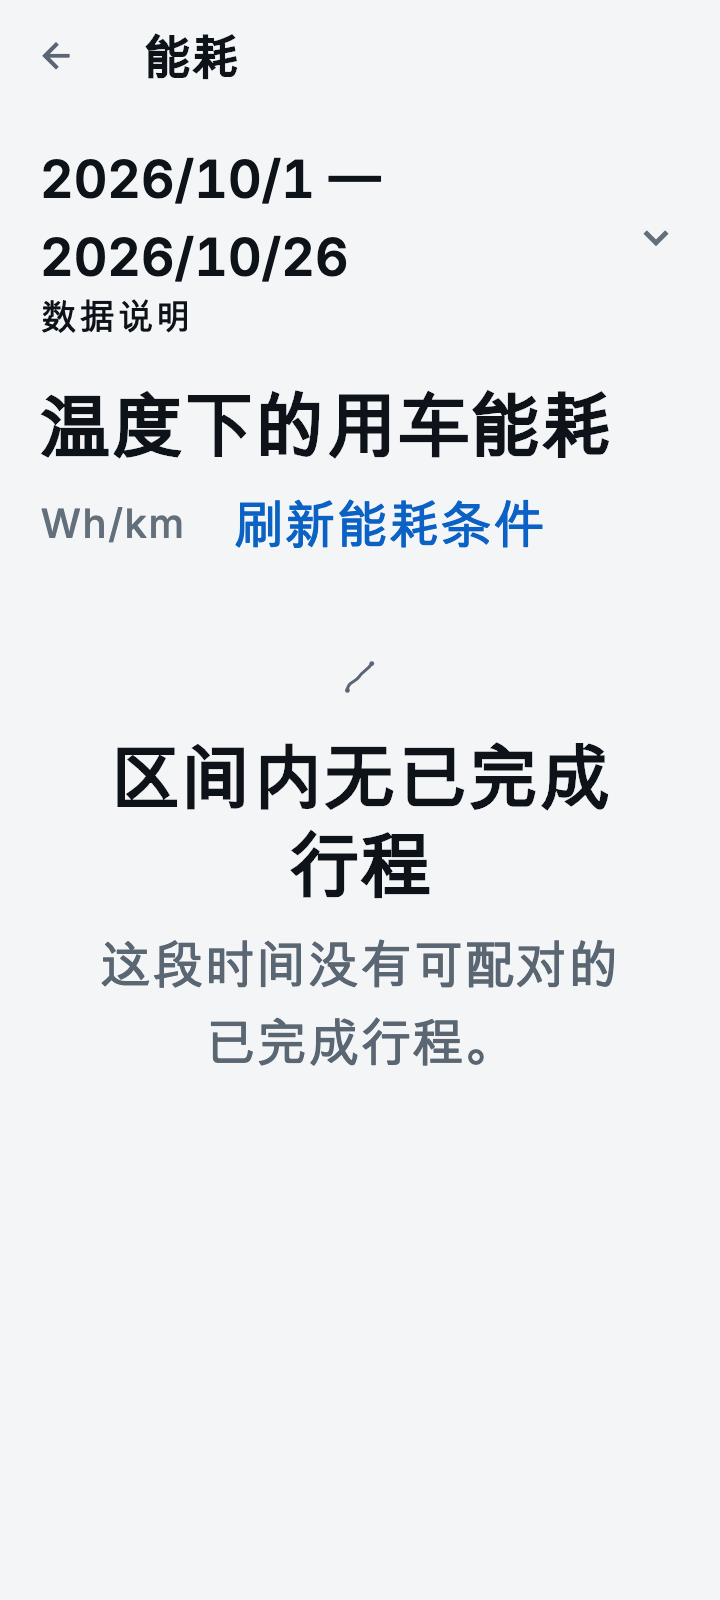 能耗
2026/10/1 —
2026/10/26
数据说明
温度下的用车能耗
Wh/km 刷新能耗条件
区间内无已完成
行程
这段时间没有可配对的
已完成行程。